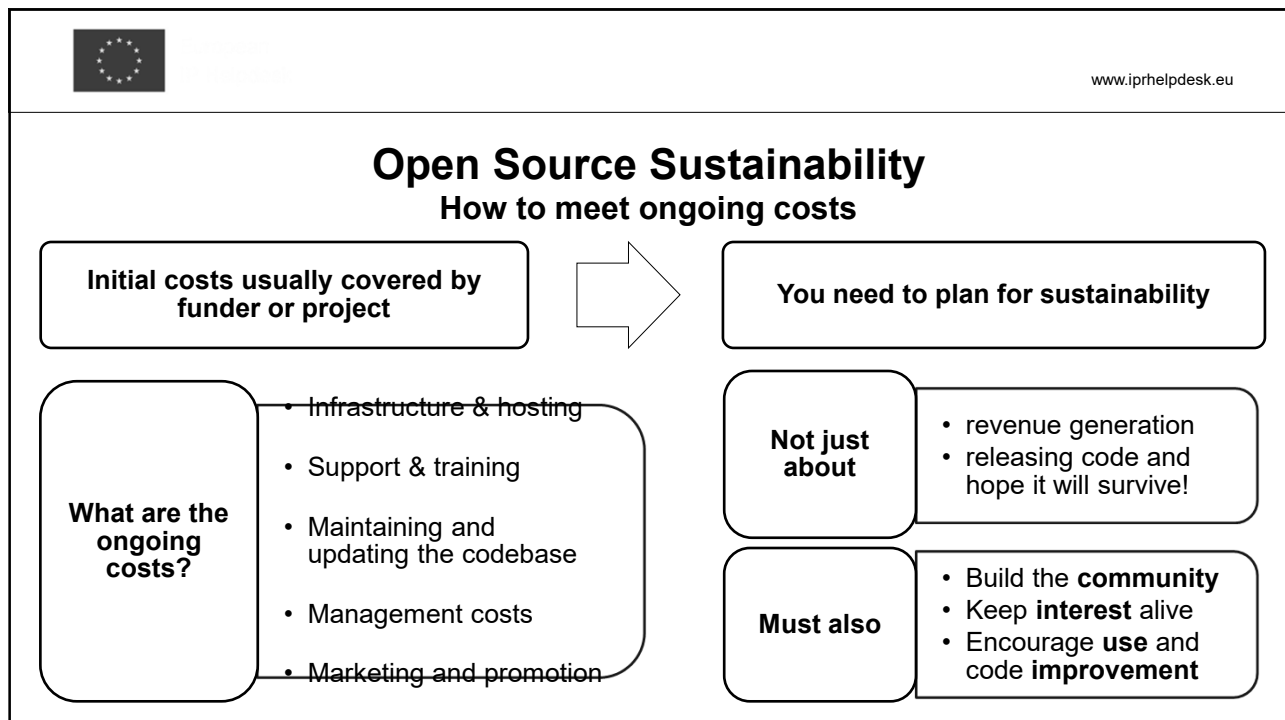 www.iprhelpdesk.eu
Open Source Sustainability
How to meet ongoing costs
Initial costs usually covered by
funder or project
You need to plan for sustainability
What are the
ongoing
costs?
• Infrastructure & hosting
• Support & training
• Maintaining and
updating the codebase
• Management costs
• Marketing and promotion
Not just
about
• revenue generation
• releasing code and
hope it will survive!
Must also
• Build the community
• Keep interest alive
• Encourage use and
code improvement